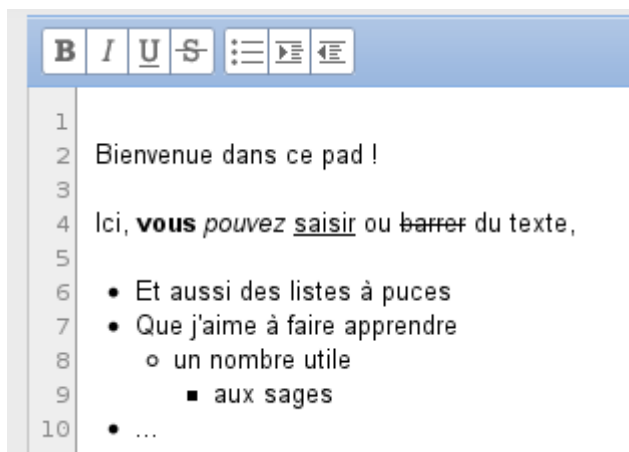 B I U S
1
2 Bienvenue dans ce pad !
3
4 Ici, vous pouvez saisir ou barrer du texte,
5
6 • Et aussi des listes à puces
7 • Que j'aime à faire apprendre
8 ○ un nombre utile
9 ■ aux sages
10 • ...